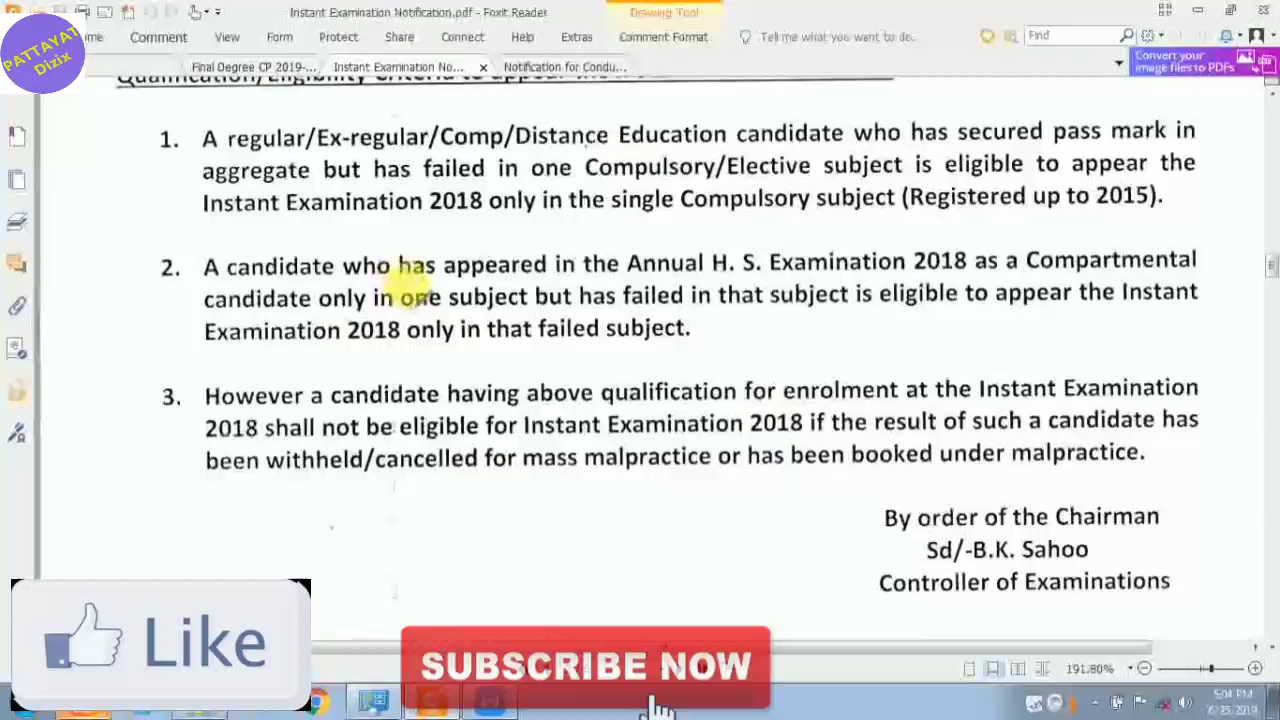 Instant Examination Notification.pdf - Foxit Reader
Drawing Tool
PATTAYAT
Dizix
Comment View Form Protect Share Connect Help Extras Comment Format Tell me what you want to do. Find
Final Degree CP 2019-... Instant Examination No... Notification for Condu...
Convert your
image files to PDFs
Qualification/Eligibility Criteria to appear
1. A regular/Ex-regular/Comp/Distance Education candidate who has secured pass mark in
aggregate but has failed in one Compulsory/Elective subject is eligible to appear the
Instant Examination 2018 only in the single Compulsory subject (Registered up to 2015).
2. A candidate who has appeared in the Annual H. S. Examination 2018 as a Compartmental
candidate only in one subject but has failed in that subject is eligible to appear the Instant
Examination 2018 only in that failed subject.
3. However a candidate having above qualification for enrolment at the Instant Examination
2018 shall not be eligible for Instant Examination 2018 if the result of such a candidate has
been withheld/cancelled for mass malpractice or has been booked under malpractice.
By order of the Chairman
Sd/-B.K. Sahoo
Controller of Examinations
Like
SUBSCRIBE NOW
191.80%
5:04 PM